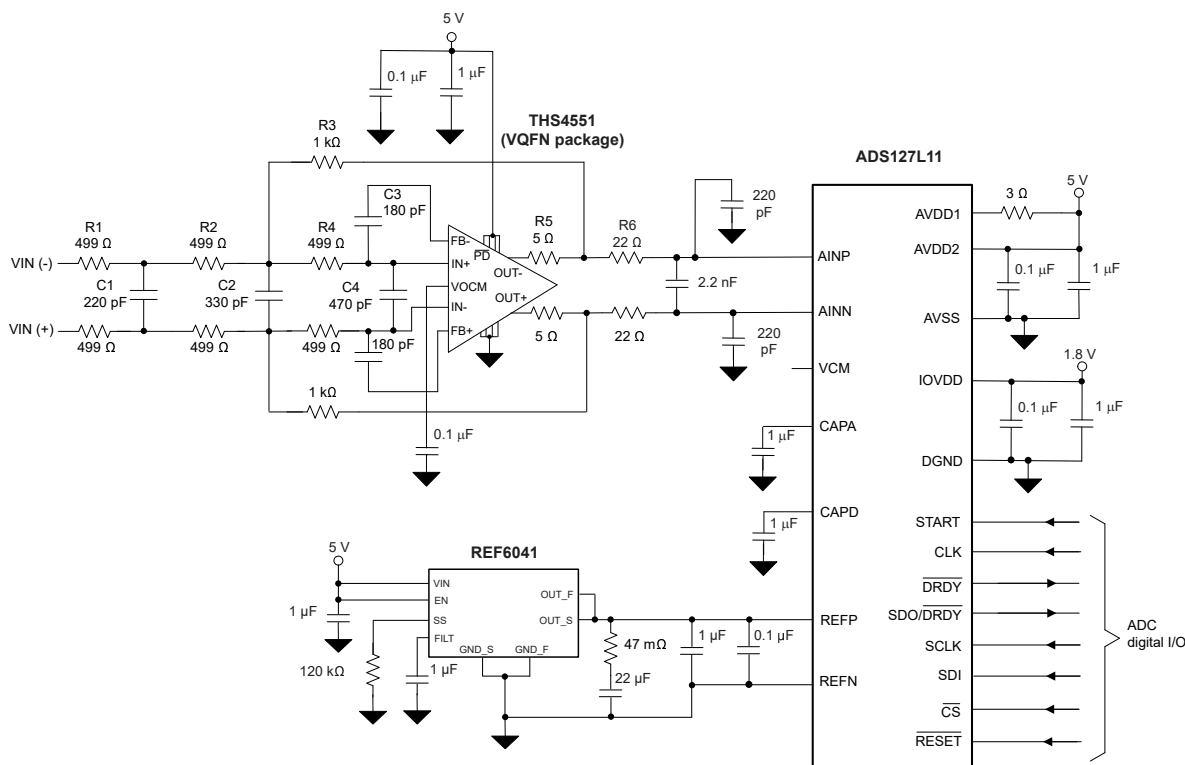 5 V
0.1 μF
1 μF
THS4551
(VQFN package)
R3
1 kΩ
C3
180 pF
R1
499 Ω
R2
499 Ω
R4
499 Ω
VIN (-)
C1
220 pF
C2
330 pF
C4
470 pF
VIN (+)
499 Ω
499 Ω
499 Ω
180 pF
1 kΩ
FB-
IN+
VOCM
IN-
FB+
PD
OUT-
OUT+
R5
5 Ω
R6
22 Ω
5 Ω
22 Ω
220
pF
2.2 nF
220
pF
0.1 μF
ADS127L11
AINP
AINN
VCM
CAPA
1 μF
CAPD
1 μF
REFP
REFN
AVDD1
AVDD2
AVSS
IOVDD
DGND
START
CLK
DRDY
SDO/DRDY
SCLK
SDI
CS
RESET
3 Ω
5 V
0.1 μF
1 μF
1.8 V
0.1 μF
1 μF
ADC
digital I/O
REF6041
5 V
1 μF
120 kΩ
1 μF
VIN
EN
SS
FILT
GND_S
GND_F
OUT_F
OUT_S
47 mΩ
22 μF
1 μF
0.1 μF